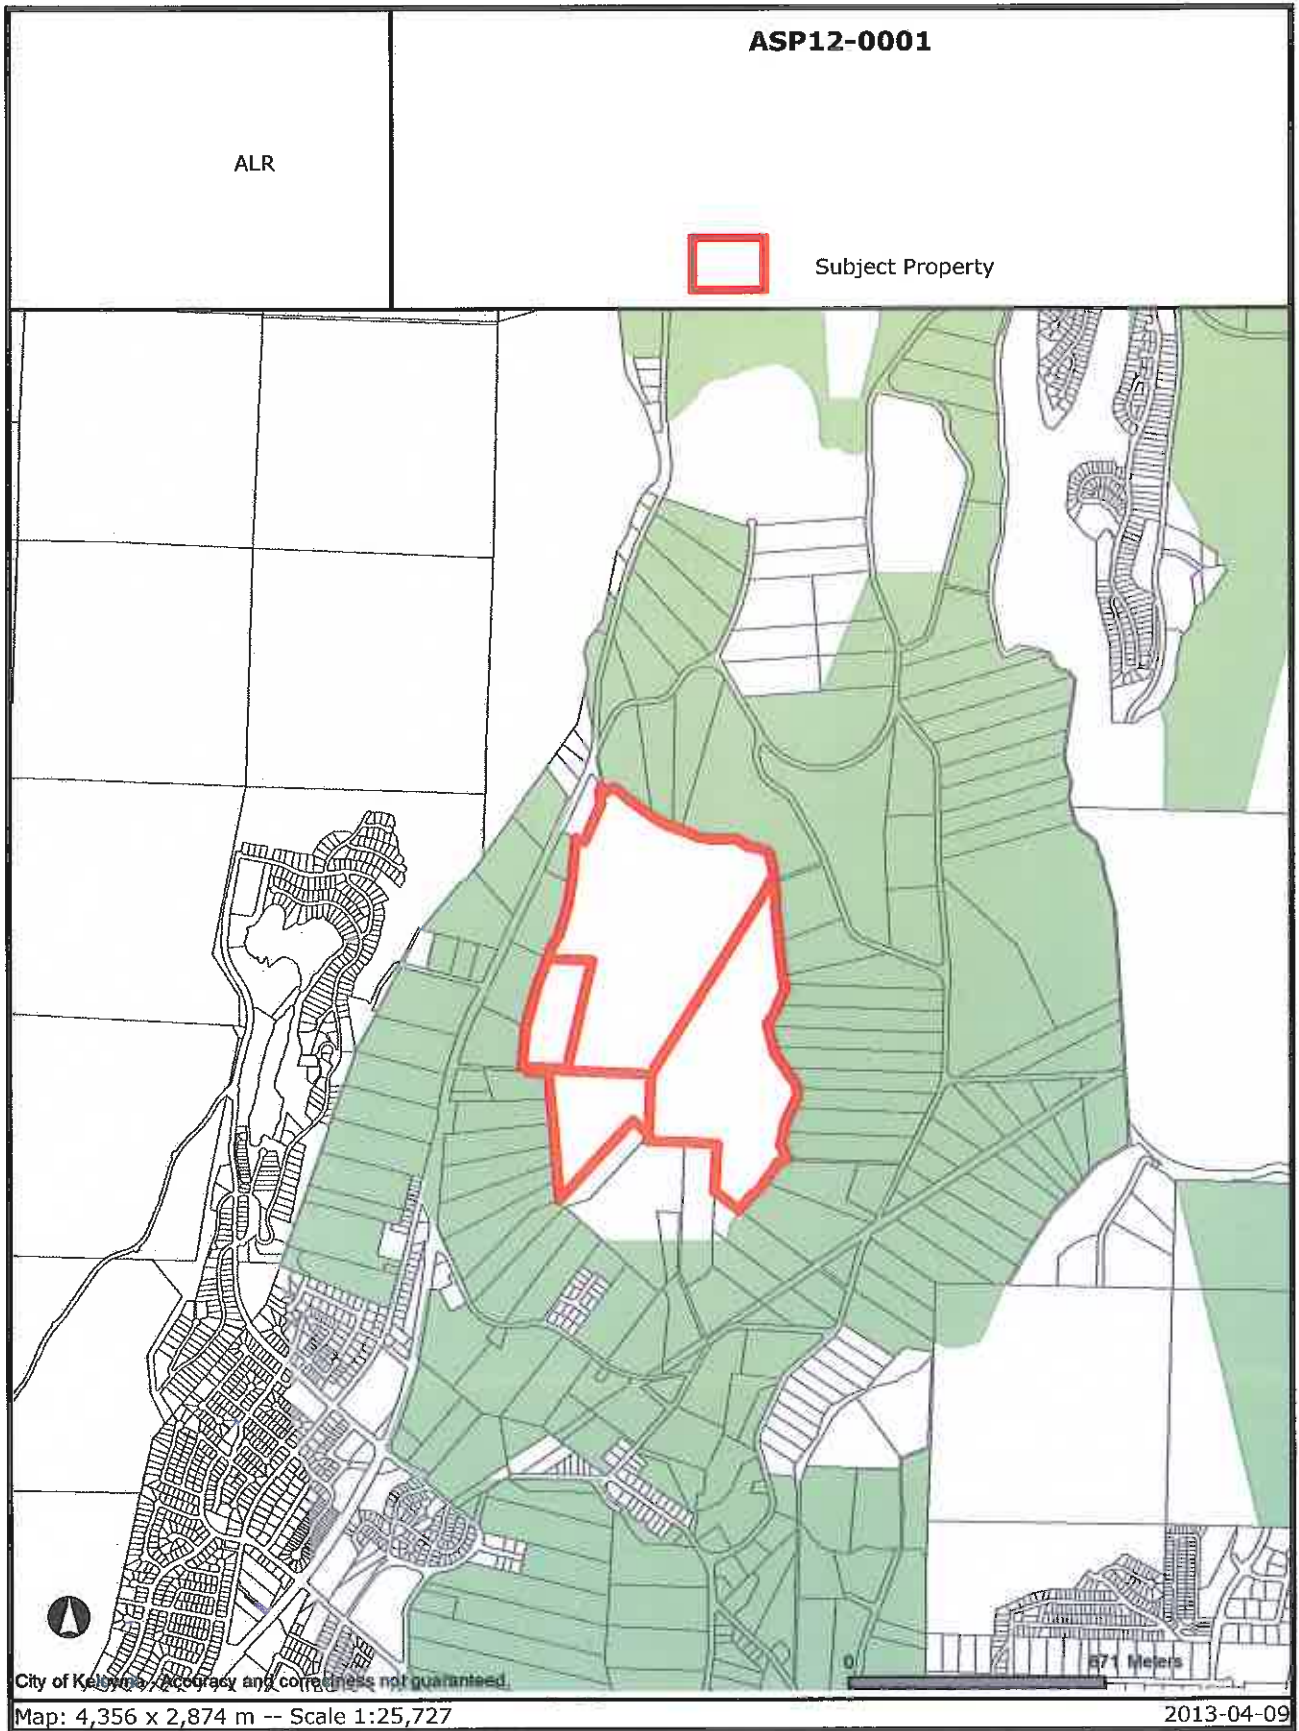 ASP12-0001
ALR
Subject Property
0 671 Meters
City of Kelowna - Accuracy and correctness not guaranteed.
Map: 4,356 x 2,874 m -- Scale 1:25,727
2013-04-09